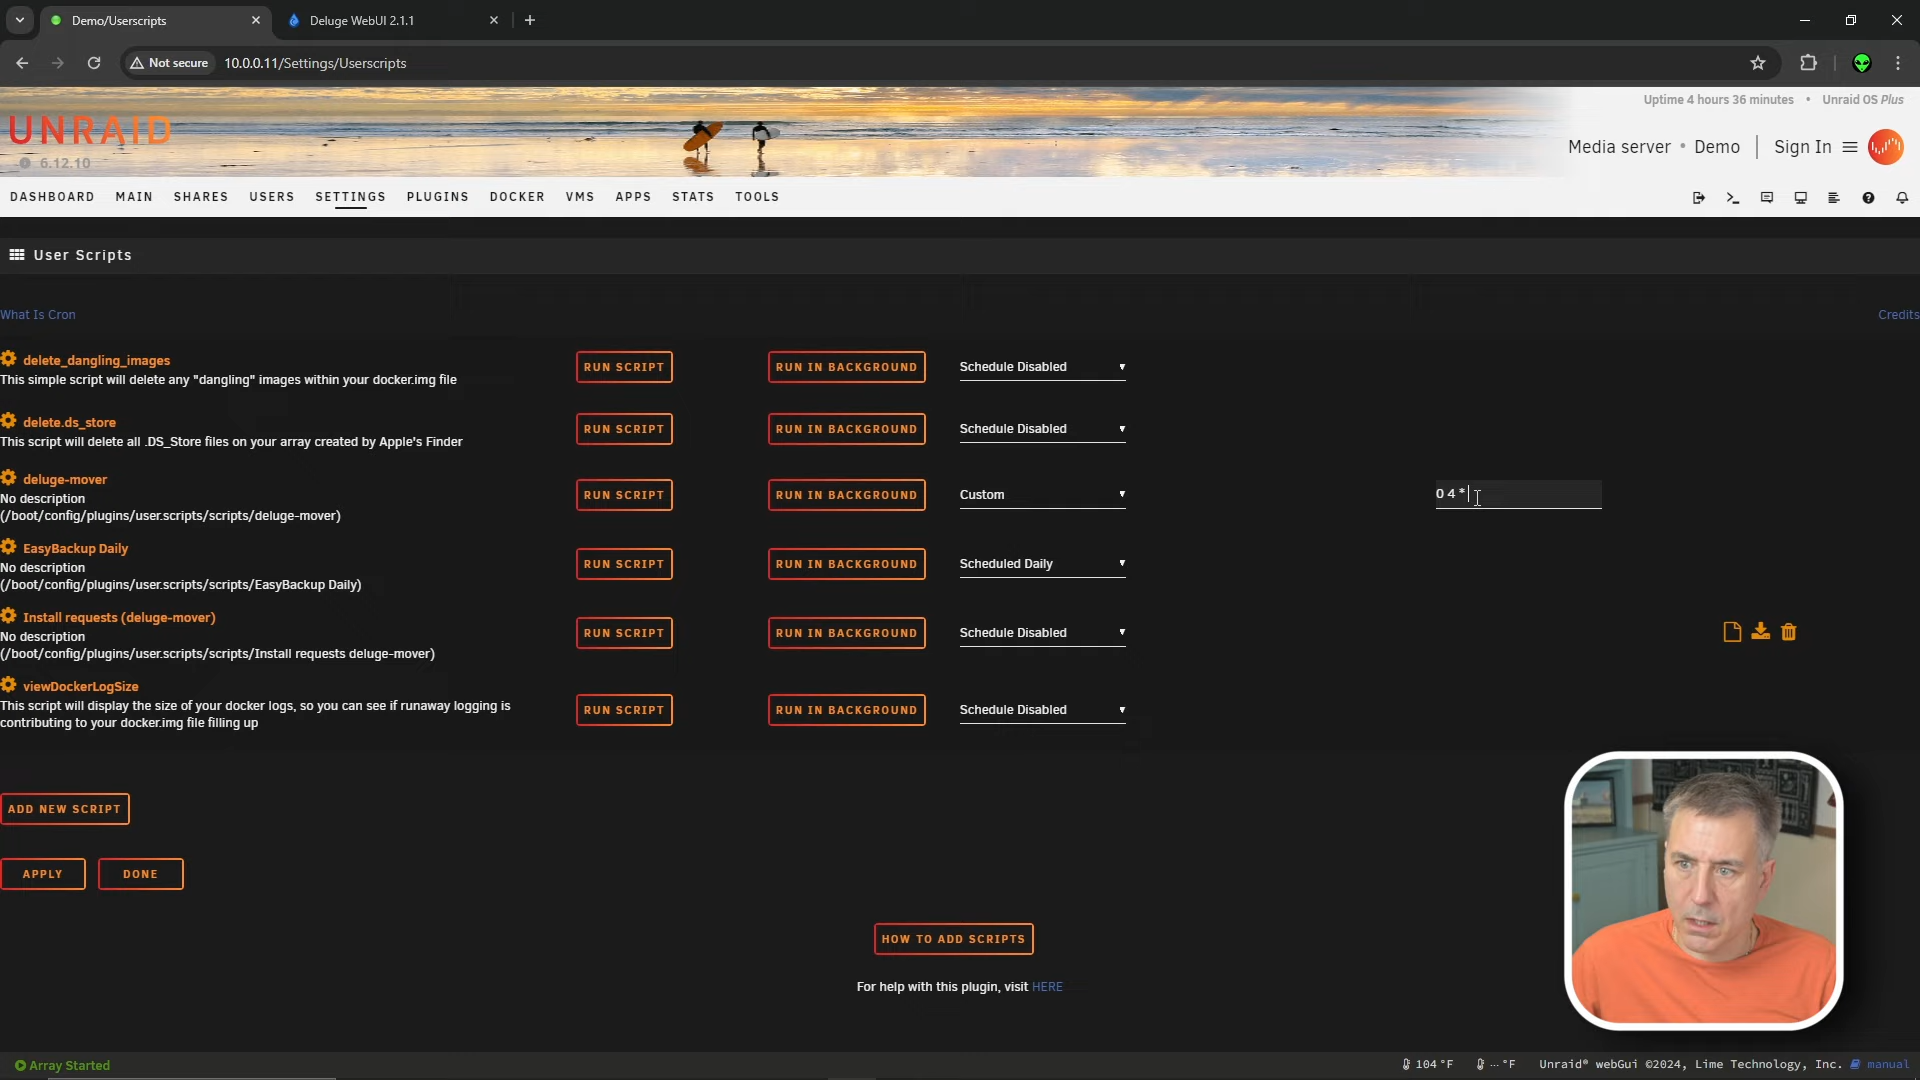 Demo/Userscripts
Deluge WebUI 2.1.1
Not secure
10.0.0.11/Settings/Userscripts
Uptime 4 hours 36 minutes • Unraid OS Plus
UNRAID
6.12.10
Media server • Demo
Sign In
DASHBOARD MAIN SHARES USERS SETTINGS PLUGINS DOCKER VMS APPS STATS TOOLS
User Scripts
What Is Cron
Credits
delete_dangling_images
This simple script will delete any "dangling" images within your docker.img file
RUN SCRIPT
RUN IN BACKGROUND
Schedule Disabled
delete.ds_store
This script will delete all .DS_Store files on your array created by Apple's Finder
RUN SCRIPT
RUN IN BACKGROUND
Schedule Disabled
deluge-mover
No description
(/boot/config/plugins/user.scripts/scripts/deluge-mover)
RUN SCRIPT
RUN IN BACKGROUND
Custom
0 4 *
EasyBackup Daily
No description
(/boot/config/plugins/user.scripts/scripts/EasyBackup Daily)
RUN SCRIPT
RUN IN BACKGROUND
Scheduled Daily
Install requests (deluge-mover)
No description
(/boot/config/plugins/user.scripts/scripts/Install requests deluge-mover)
RUN SCRIPT
RUN IN BACKGROUND
Schedule Disabled
viewDockerLogSize
This script will display the size of your docker logs, so you can see if runaway logging is
contributing to your docker.img file filling up
RUN SCRIPT
RUN IN BACKGROUND
Schedule Disabled
ADD NEW SCRIPT
APPLY
DONE
HOW TO ADD SCRIPTS
For help with this plugin, visit HERE
Array Started
104 °F
-- °F
Unraid® webGui ©2024, Lime Technology, Inc.
manual